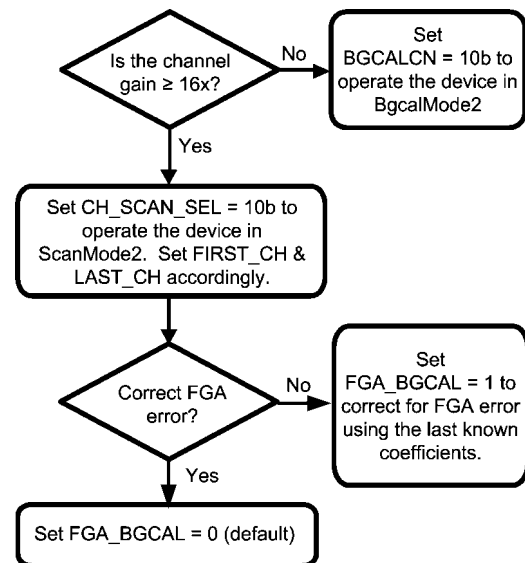 Is the channel
gain ≥ 16x?
No
Set
BGCALCN = 10b to
operate the device in
BgcalMode2
Yes
Set CH_SCAN_SEL = 10b to
operate the device in
ScanMode2. Set FIRST_CH &
LAST_CH accordingly.
Correct FGA
error?
No
Set
FGA_BGCAL = 1 to
correct for FGA error
using the last known
coefficients.
Yes
Set FGA_BGCAL = 0 (default)